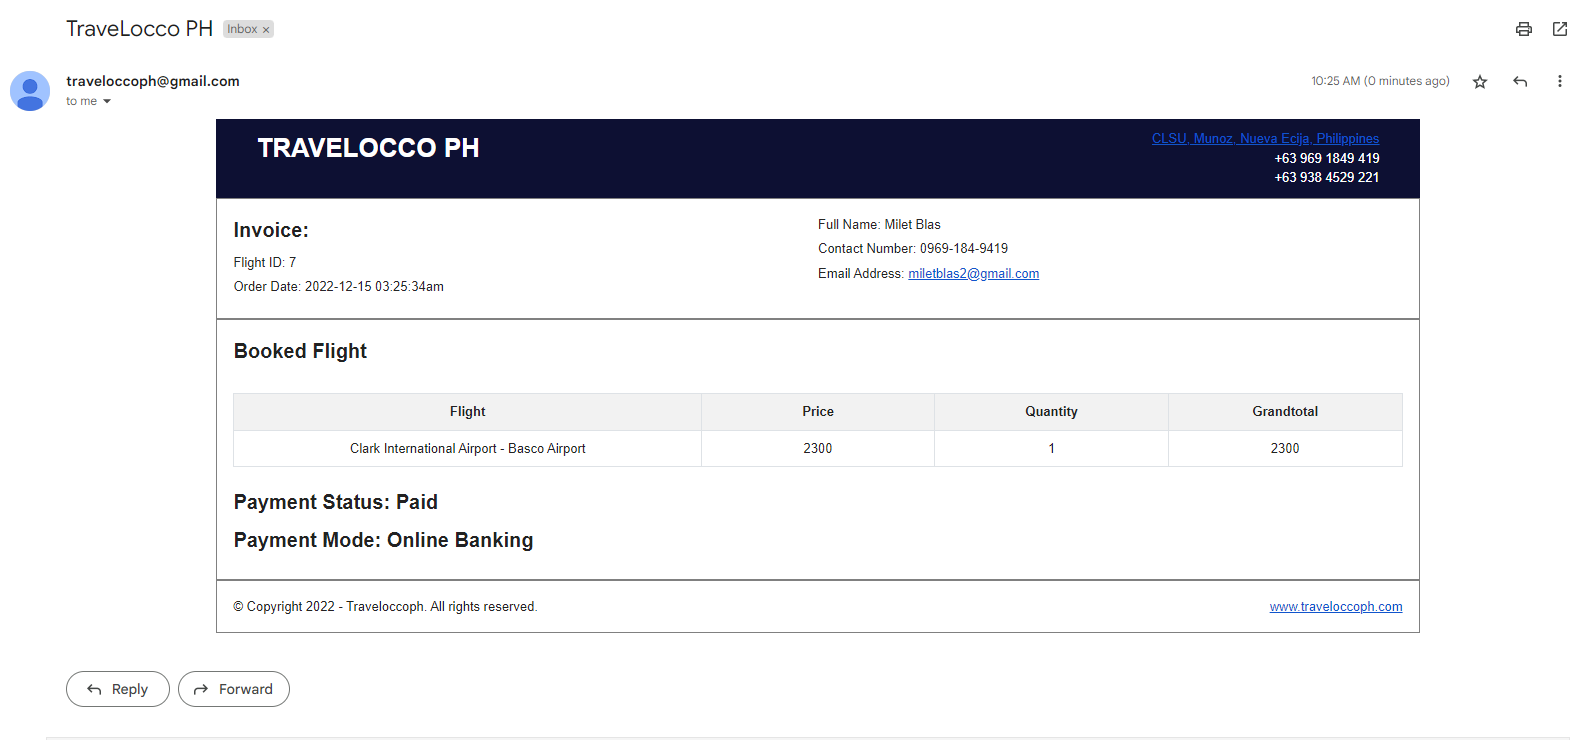 TraveLocco PH Inbox ×
traveloccoph@gmail.com
10:25 AM (0 minutes ago)
to me
TRAVELOCCO PH
CLSU, Munoz, Nueva Ecija, Philippines
+63 969 1849 419
+63 938 4529 221
Invoice:
Flight ID: 7
Order Date: 2022-12-15 03:25:34am
Full Name: Milet Blas
Contact Number: 0969-184-9419
Email Address: miletblas2@gmail.com
Booked Flight
Flight Price Quantity Grandtotal
Clark International Airport - Basco Airport 2300 1 2300
Payment Status: Paid
Payment Mode: Online Banking
© Copyright 2022 - Traveloccoph. All rights reserved. www.traveloccoph.com
Reply Forward